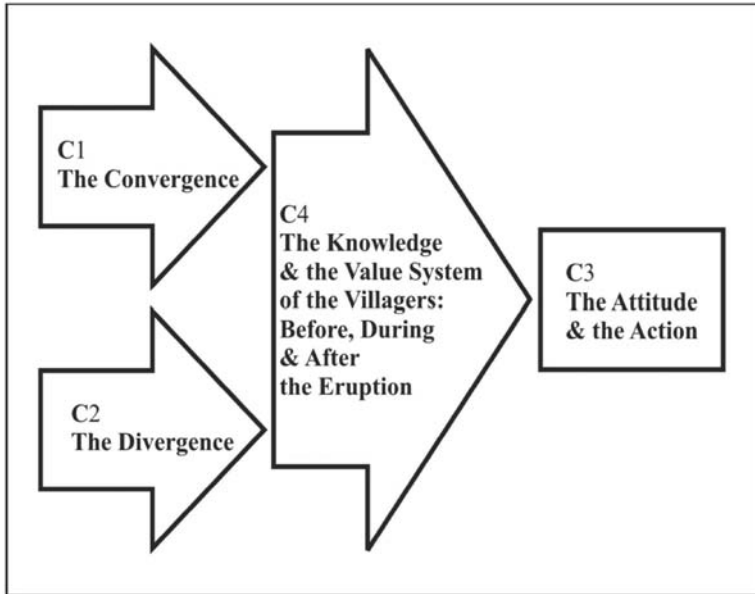 C1
The Convergence
C2
The Divergence
C4
The Knowledge
& the Value System
of the Villagers:
Before, During
& After
the Eruption
C3
The Attitude
& the Action